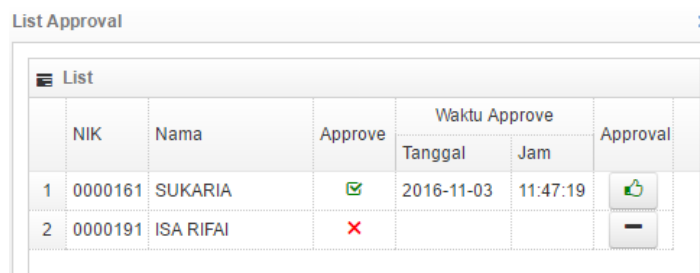 List Approval
List
NIK Nama Approve Waktu Approve Approval
Tanggal Jam
1 0000161 SUKARIA 2016-11-03 11:47:19
2 0000191 ISA RIFAI